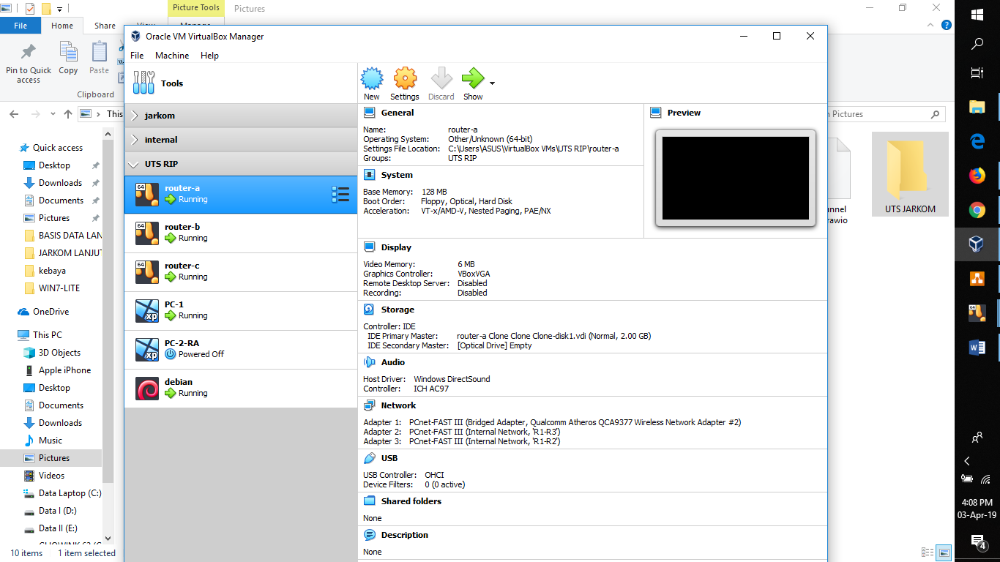 Picture Tools
Pictures
File
Home
Share
View
Manage
Pin to Quick
access
Copy
Paste
Clipboard
This
Pictures
Quick access
Desktop
Downloads
Documents
Pictures
BASIS DATA LAN
JARKOM LANJUT
kebaya
WIN7-LITE
OneDrive
This PC
3D Objects
Apple iPhone
Desktop
Documents
Downloads
Music
Pictures
Videos
Data Laptop (C:)
Data I (D:)
Data II (E:)
10 items
1 item selected
Oracle VM VirtualBox Manager
File
Machine
Help
Tools
jarkom
internal
UTS RIP
64
router-a
Running
64
router-b
Running
64
router-c
Running
xp
PC-1
Running
xp
PC-2-RA
Powered Off
debian
Running
New
Settings
Discard
Show
General
Name: router-a
Operating System: Other/Unknown (64-bit)
Settings File Location: C:\Users\ASUS\VirtualBox VMs\UTS RIP\router-a
Groups: UTS RIP
Preview
System
Base Memory: 128 MB
Boot Order: Floppy, Optical, Hard Disk
Acceleration: VT-x/AMD-V, Nested Paging, PAE/NX
Display
Video Memory: 6 MB
Graphics Controller: VBoxVGA
Remote Desktop Server: Disabled
Recording: Disabled
Storage
Controller: IDE
IDE Primary Master: router-a Clone Clone Clone-disk1.vdi (Normal, 2.00 GB)
IDE Secondary Master: [Optical Drive] Empty
Audio
Host Driver: Windows DirectSound
Controller: ICH AC97
Network
Adapter 1: PCnet-FAST III (Bridged Adapter, Qualcomm Atheros QCA9377 Wireless Network Adapter #2)
Adapter 2: PCnet-FAST III (Internal Network, 'R1-R3')
Adapter 3: PCnet-FAST III (Internal Network, 'R1-R2')
USB
USB Controller: OHCI
Device Filters: 0 (0 active)
Shared folders
None
Description
None
unnel
rawio
UTS JARKOM
4:08 PM
03-Apr-19
4